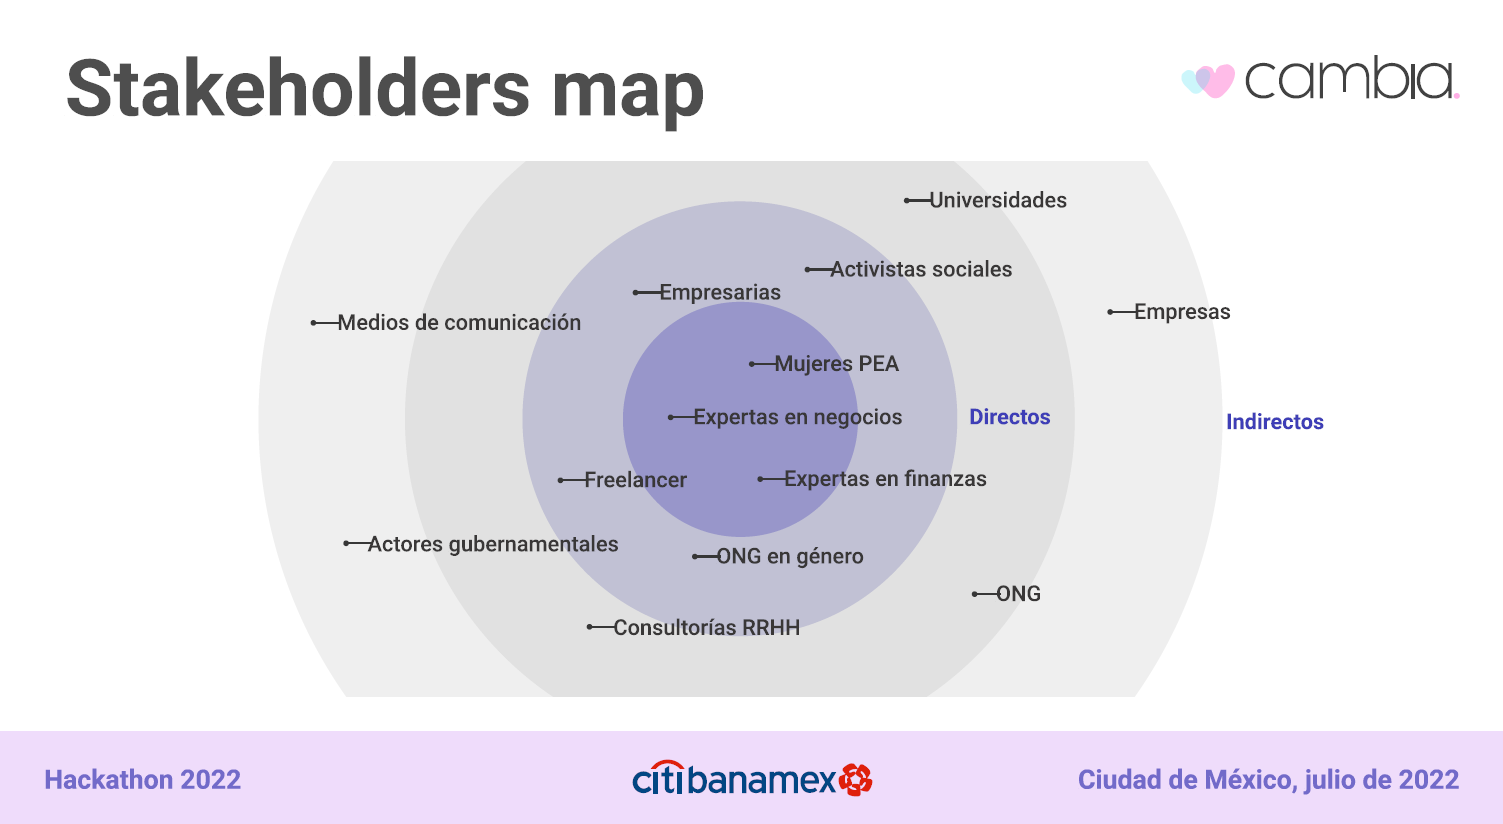 Stakeholders map
cambia.
Universidades
Activistas sociales
Empresarias
Empresas
Medios de comunicación
Mujeres PEA
Expertas en negocios
Directos
Indirectos
Freelancer
Expertas en finanzas
Actores gubernamentales
ONG en género
ONG
Consultorías RRHH
Hackathon 2022
citibanamex
Ciudad de México, julio de 2022